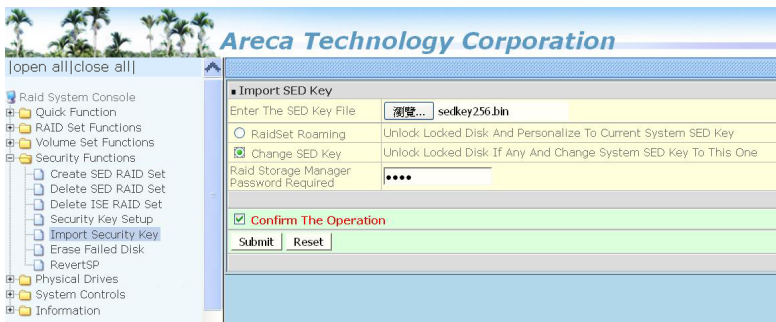 Areca Technology Corporation
|open all|close all|
Raid System Console
Quick Function
RAID Set Functions
Volume Set Functions
Security Functions
Create SED RAID Set
Delete SED RAID Set
Delete ISE RAID Set
Security Key Setup
Import Security Key
Erase Failed Disk
RevertSP
Physical Drives
System Controls
Information
Import SED Key
Enter The SED Key File 瀏覽... sedkey256.bin
RaidSet Roaming Unlock Locked Disk And Personalize To Current System SED Key
Change SED Key Unlock Locked Disk If Any And Change System SED Key To This One
Raid Storage Manager
Password Required ••••
Confirm The Operation
Submit Reset